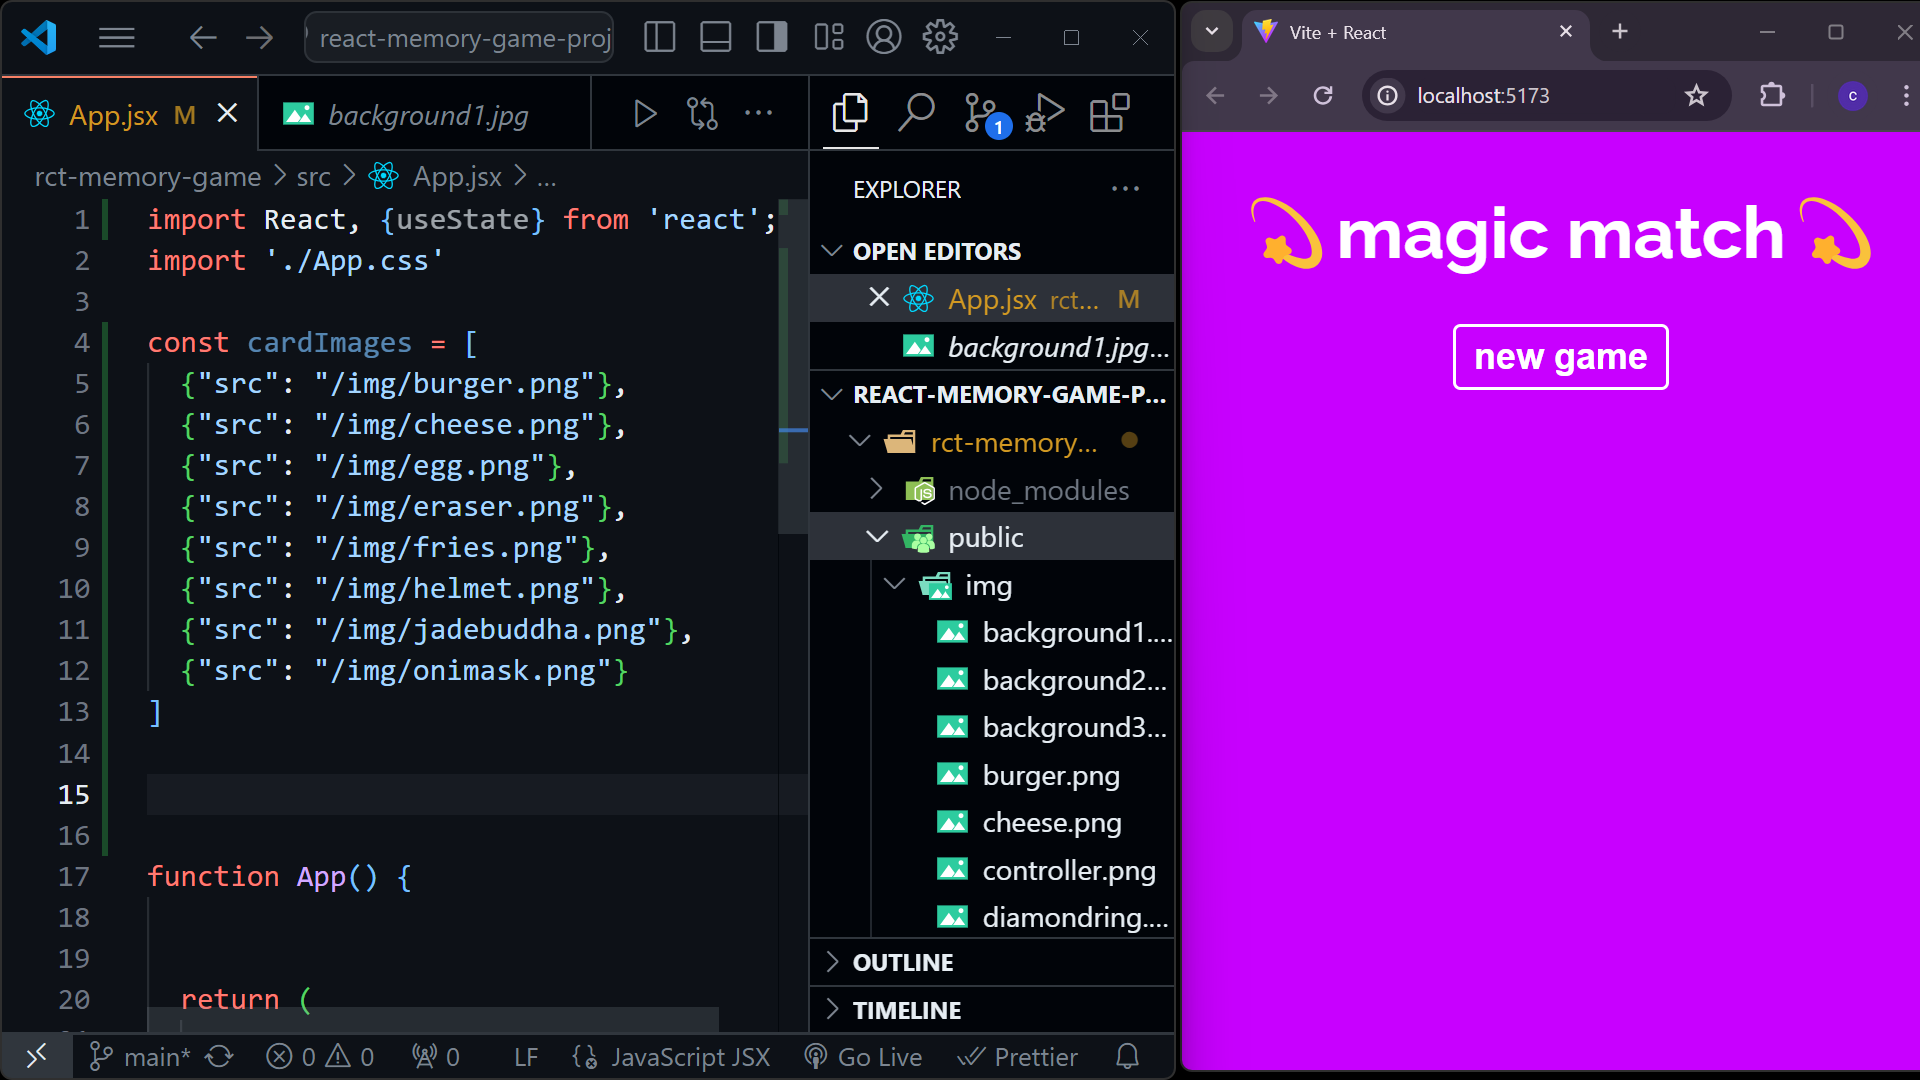 react-memory-game-proj
App.jsx M
background1.jpg
rct-memory-game > src > App.jsx > ...
1 import React, {useState} from 'react';
2 import './App.css'
3
4 const cardImages = [
5 {"src": "/img/burger.png"},
6 {"src": "/img/cheese.png"},
7 {"src": "/img/egg.png"},
8 {"src": "/img/eraser.png"},
9 {"src": "/img/fries.png"},
10 {"src": "/img/helmet.png"},
11 {"src": "/img/jadebuddha.png"},
12 {"src": "/img/onimask.png"}
13 ]
14
15
16
17 function App() {
18
19
20 return (
1
EXPLORER
OPEN EDITORS
App.jsx rct... M
background1.jpg...
REACT-MEMORY-GAME-P...
rct-memory...
node_modules
public
img
background1....
background2...
background3...
burger.png
cheese.png
controller.png
diamondring....
OUTLINE
TIMELINE
main* 0 0 0 LF JavaScript JSX Go Live Prettier
Vite + React
localhost:5173
c
magic match
new game